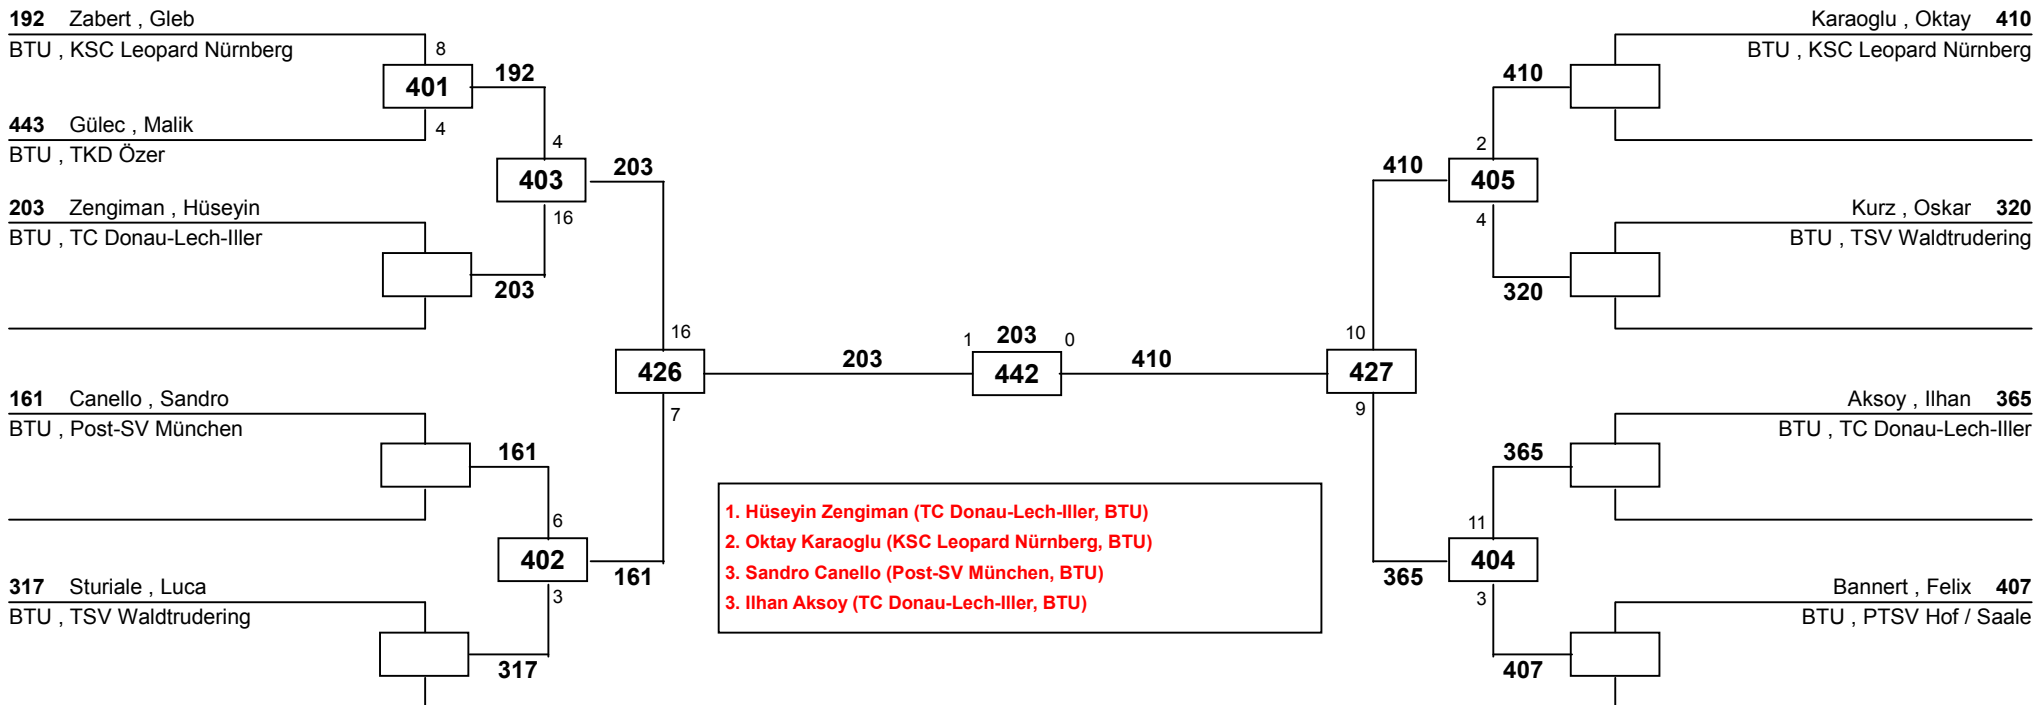 192 Zabert , Gleb
BTU , KSC Leopard Nürnberg
8
401
192
443 Gülec , Malik
4
BTU , TKD Özer
4
403
203
203 Zengiman , Hüseyin
16
BTU , TC Donau-Lech-Iller
203
16
426
203
7
161 Canello , Sandro
BTU , Post-SV München
161
6
402
161
317 Sturiale , Luca
3
BTU , TSV Waldtrudering
317
1 203 0
442
410
1. Hüseyin Zengiman (TC Donau-Lech-Iller, BTU)
2. Oktay Karaoglu (KSC Leopard Nürnberg, BTU)
3. Sandro Canello (Post-SV München, BTU)
3. Ilhan Aksoy (TC Donau-Lech-Iller, BTU)
Karaoglu , Oktay 410
BTU , KSC Leopard Nürnberg
410
2
410
405
4
Kurz , Oskar 320
BTU , TSV Waldtrudering
320
10
427
9
Aksoy , Ilhan 365
BTU , TC Donau-Lech-Iller
365
11
404
365
3
Bannert , Felix 407
BTU , PTSV Hof / Saale
407